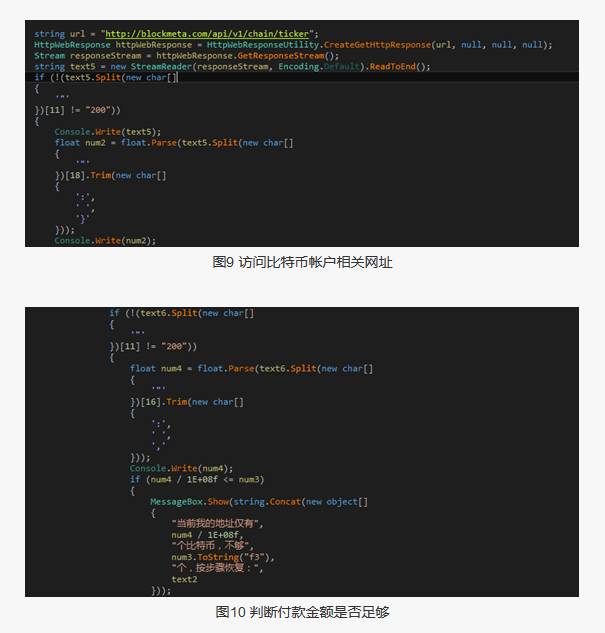 string url = "http://blockmeta.com/api/v1/chain/ticker";
HttpWebResponse httpWebResponse = HttpWebResponseUtility.CreateGetHttpResponse(url, null, null, null);
Stream responseStream = httpWebResponse.GetResponseStream();
string text5 = new StreamReader(responseStream, Encoding.Default).ReadToEnd();
if (!(text5.Split(new char[]
{
'"'
})[11] != "200"))
{
Console.Write(text5);
float num2 = float.Parse(text5.Split(new char[]
{
'"'
})[18].Trim(new char[]
{
':',
' ',
'}'
}));
Console.Write(num2);
图9 访问比特币帐户相关网址
if (!(text6.Split(new char[]
{
'"'
})[11] != "200"))
{
float num4 = float.Parse(text6.Split(new char[]
{
'"'
})[16].Trim(new char[]
{
':',
' ',
','
}));
Console.Write(num4);
if (num4 / 1E+08f <= num3)
{
MessageBox.Show(string.Concat(new object[]
{
"当前我的地址仅有",
num4 / 1E+08f,
"个比特币，不够",
num3.ToString("f3"),
"个，按步骤恢复：",
text2
}));
图10 判断付款金额是否足够